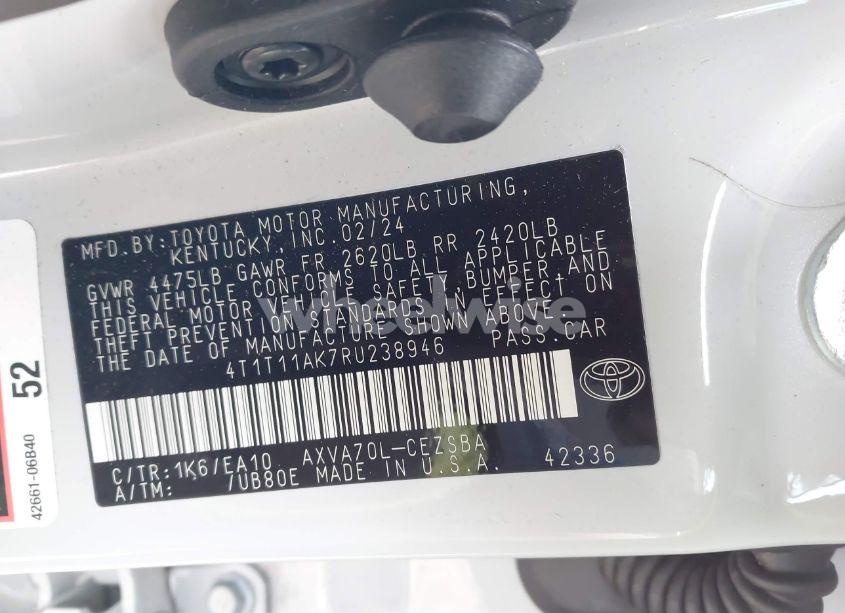 MFD. BY: TOYOTA MOTOR MANUFACTURING,
KENTUCKY, INC. 02/24
GVWR 4475LB GAWR FR 2620LB RR 2420LB
THIS VEHICLE CONFORMS TO ALL APPLICABLE
FEDERAL MOTOR VEHICLE SAFETY, BUMPER, AND
THEFT PREVENTION STANDARDS IN EFFECT ON
THE DATE OF MANUFACTURE SHOWN ABOVE.
4T1T11AK7RU238946 PASS.CAR
C/TR: 1K6/EA10 AXVA70L-CEZSBA
A/TM: 7UB80E MADE IN U.S.A. 42336
52
42661-06B40
wheelwise